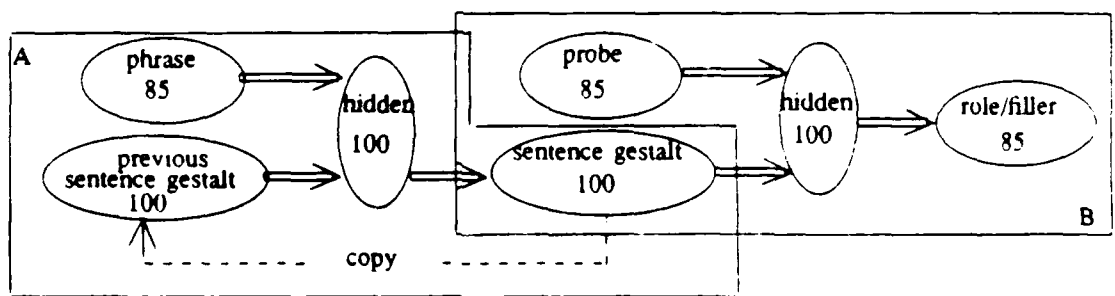 A
phrase
85
hidden
100
previous
sentence gestalt
100
copy
probe
85
sentence gestalt
100
hidden
100
role/filler
85
B